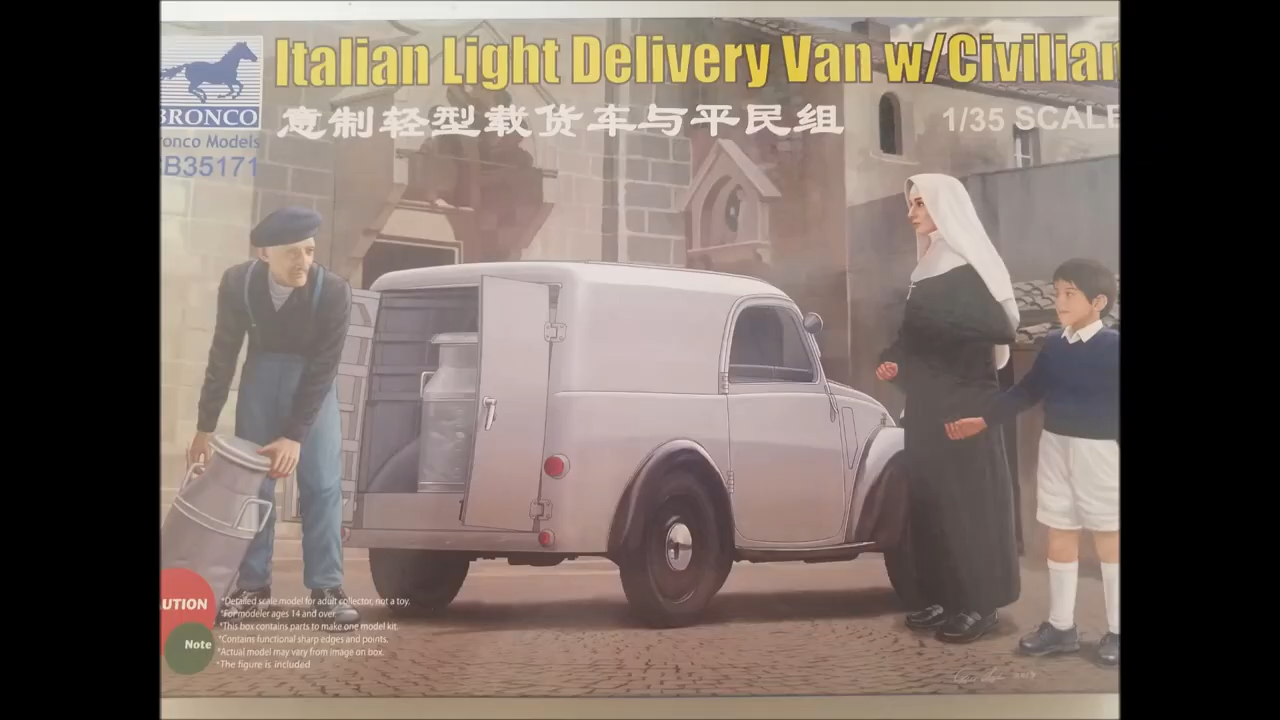 Italian Light Delivery Van w/Civilian
意制轻型载货车与平民组
1/35 SCALE
BRONCO
onco Models
B35171
UTION
Note
*Detailed scale model for adult collector, not a toy.
*For modeler ages 14 and over.
*This box contains parts to make one model kit.
*Contains functional sharp edges and points.
*Actual model may vary from image on box.
*The figure is included